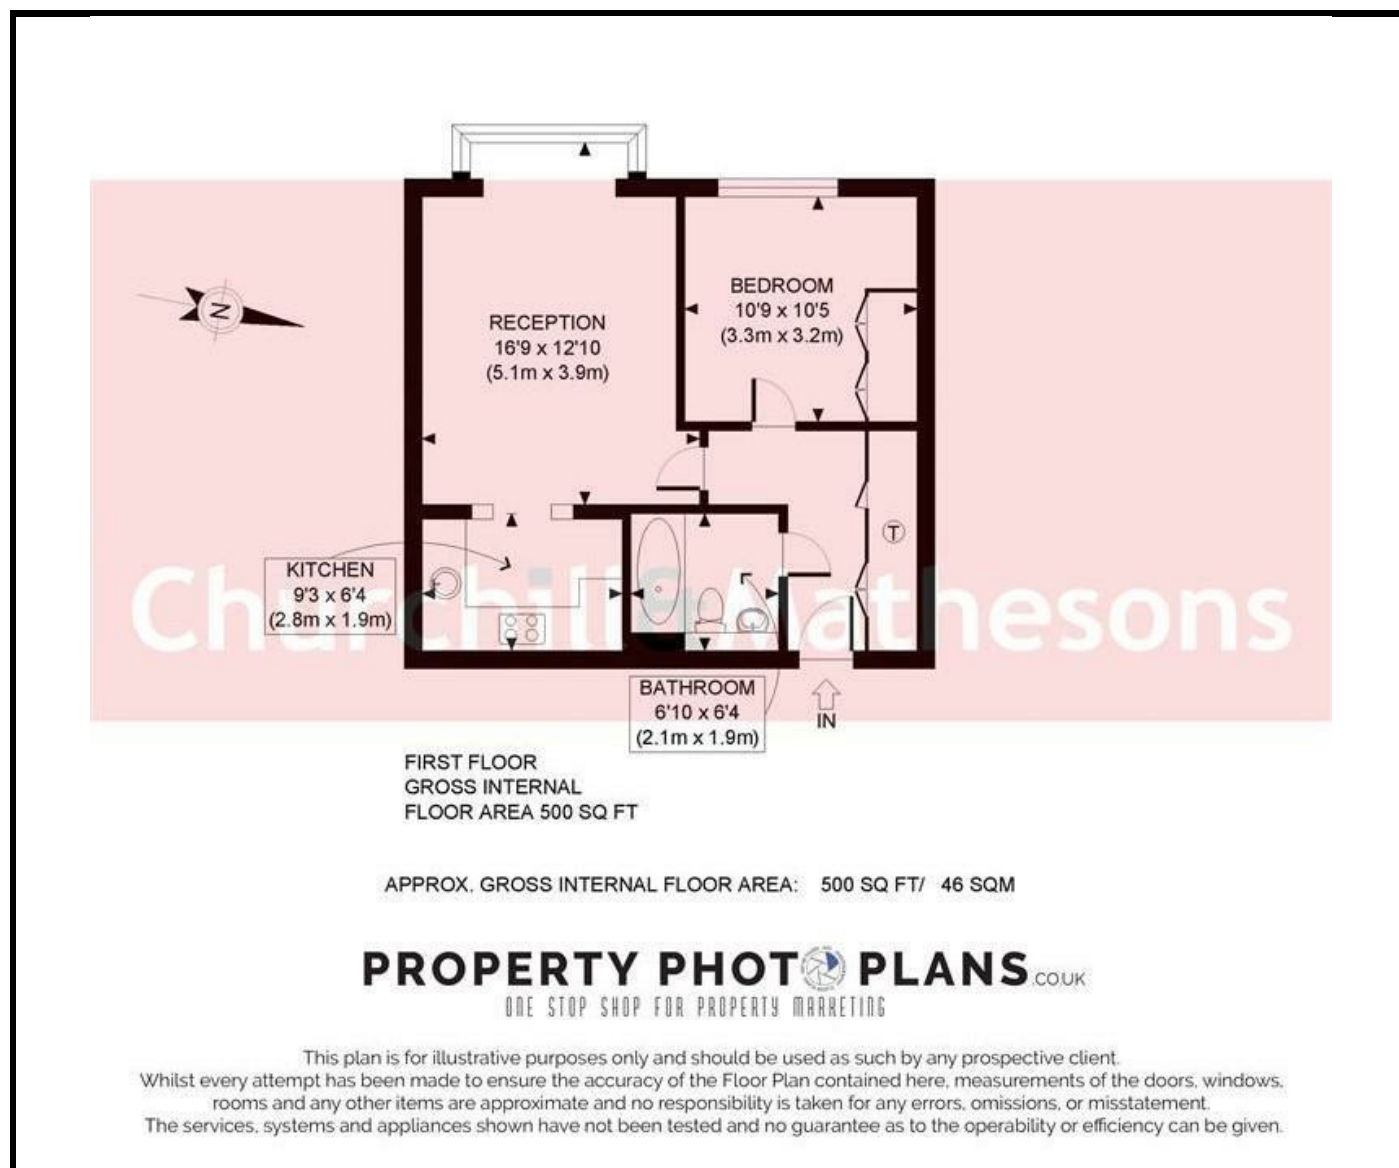 BEDROOM
10'9 x 10'5
(3.3m x 3.2m)
N
RECEPTION
16'9 x 12'10
(5.1m x 3.9m)
T
KITCHEN
9'3 x 6'4
(2.8m x 1.9m)
Churchill & Mathesons
BATHROOM
6'10 x 6'4
(2.1m x 1.9m)
IN
FIRST FLOOR
GROSS INTERNAL
FLOOR AREA 500 SQ FT
APPROX. GROSS INTERNAL FLOOR AREA: 500 SQ FT/ 46 SQM
PROPERTY PHOTO PLANS.CO.UK
ONE STOP SHOP FOR PROPERTY MARKETING
This plan is for illustrative purposes only and should be used as such by any prospective client.
Whilst every attempt has been made to ensure the accuracy of the Floor Plan contained here, measurements of the doors, windows,
rooms and any other items are approximate and no responsibility is taken for any errors, omissions, or misstatement.
The services, systems and appliances shown have not been tested and no guarantee as to the operability or efficiency can be given.